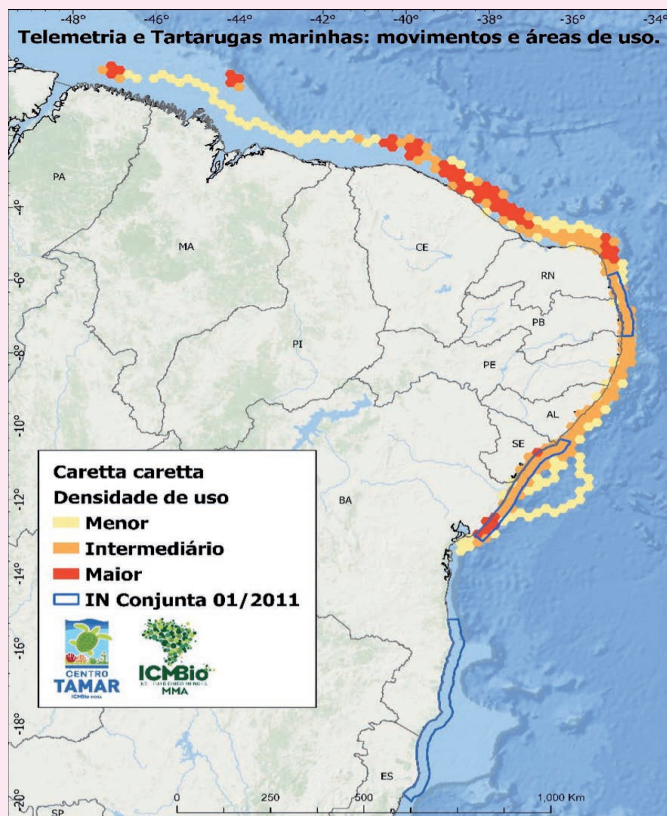 -48° -46° -44° -42° -40° -38° -36° -34°
Telemetria e Tartarugas marinhas: movimentos e áreas de uso.
-4°
-6°
-8°
-10°
-12°
-14°
-16°
-18°
-20°
PA
MA
CE
RN
PB
PI
PE
AL
SE
BA
ES
SP
Caretta caretta
Densidade de uso
Menor
Intermediário
Maior
IN Conjunta 01/2011
CENTRO
TAMAR
ICMBio
MMA
0 250 500 1,000 Km